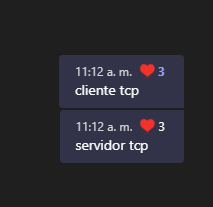 11:12 a. m. ❤️ 3
cliente tcp
11:12 a. m. ❤️ 3
servidor tcp